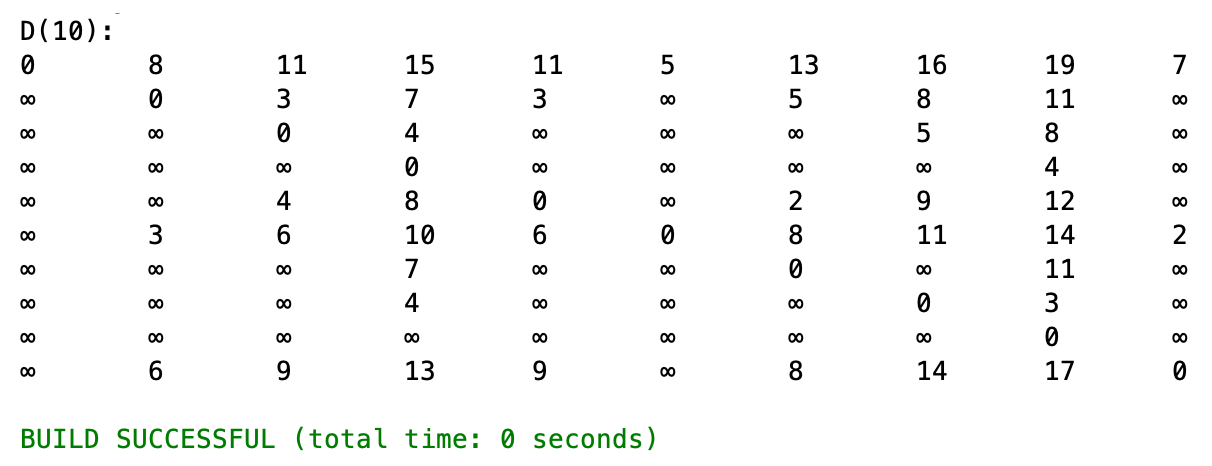 D(10):
0 8 11 15 11 5 13 16 19 7
∞ 0 3 7 3 ∞ 5 8 11 ∞
∞ ∞ 0 4 ∞ ∞ ∞ 5 8 ∞
∞ ∞ ∞ 0 ∞ ∞ ∞ ∞ 4 ∞
∞ ∞ 4 8 0 ∞ 2 9 12 ∞
∞ 3 6 10 6 0 8 11 14 2
∞ ∞ ∞ 7 ∞ ∞ 0 ∞ 11 ∞
∞ ∞ ∞ 4 ∞ ∞ ∞ 0 3 ∞
∞ ∞ ∞ ∞ ∞ ∞ ∞ ∞ 0 ∞
∞ 6 9 13 9 ∞ 8 14 17 0
BUILD SUCCESSFUL (total time: 0 seconds)